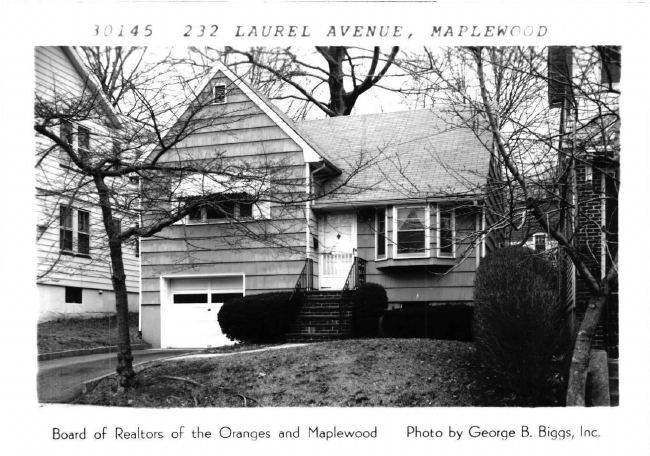 30145 232 LAUREL AVENUE, MAPLEWOOD
Board of Realtors of the Oranges and Maplewood Photo by George B. Biggs, Inc.